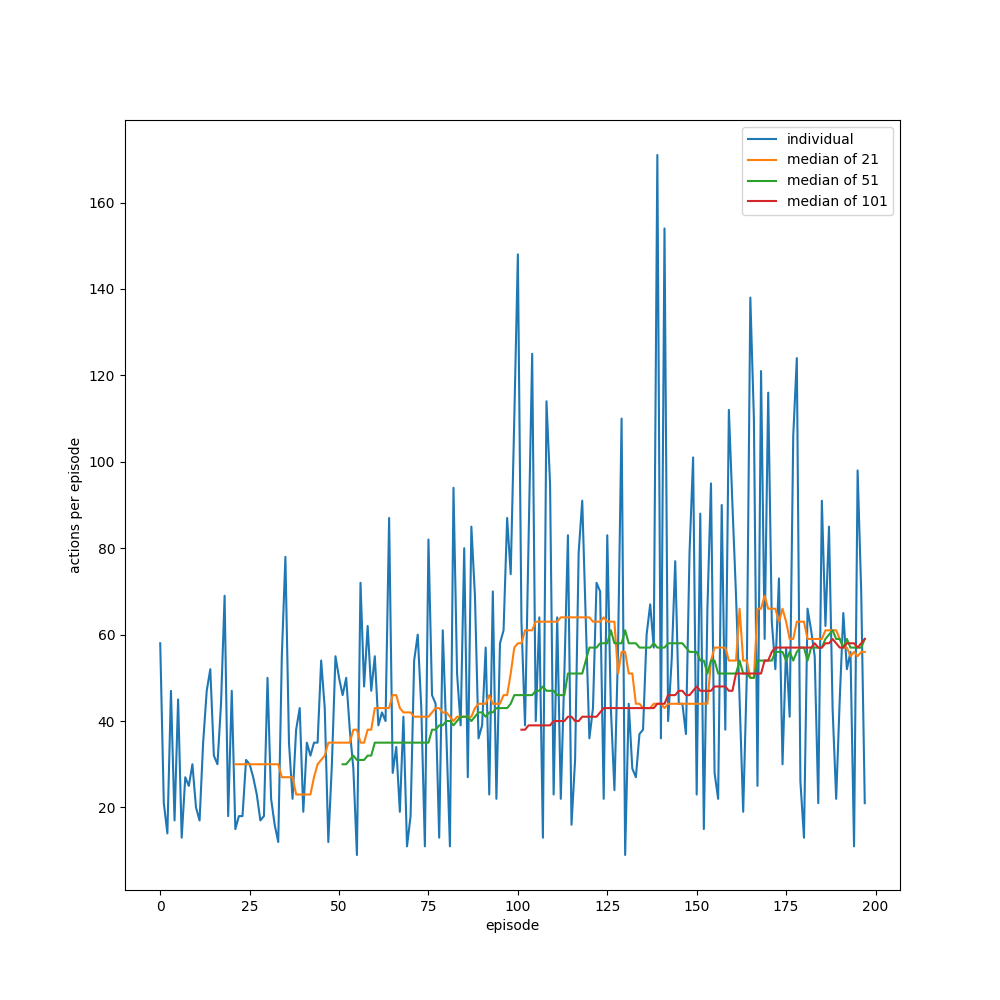 individual
median of 21
median of 51
median of 101
160
140
120
100
80
60
40
20
actions per episode
0 25 50 75 100 125 150 175 200
episode